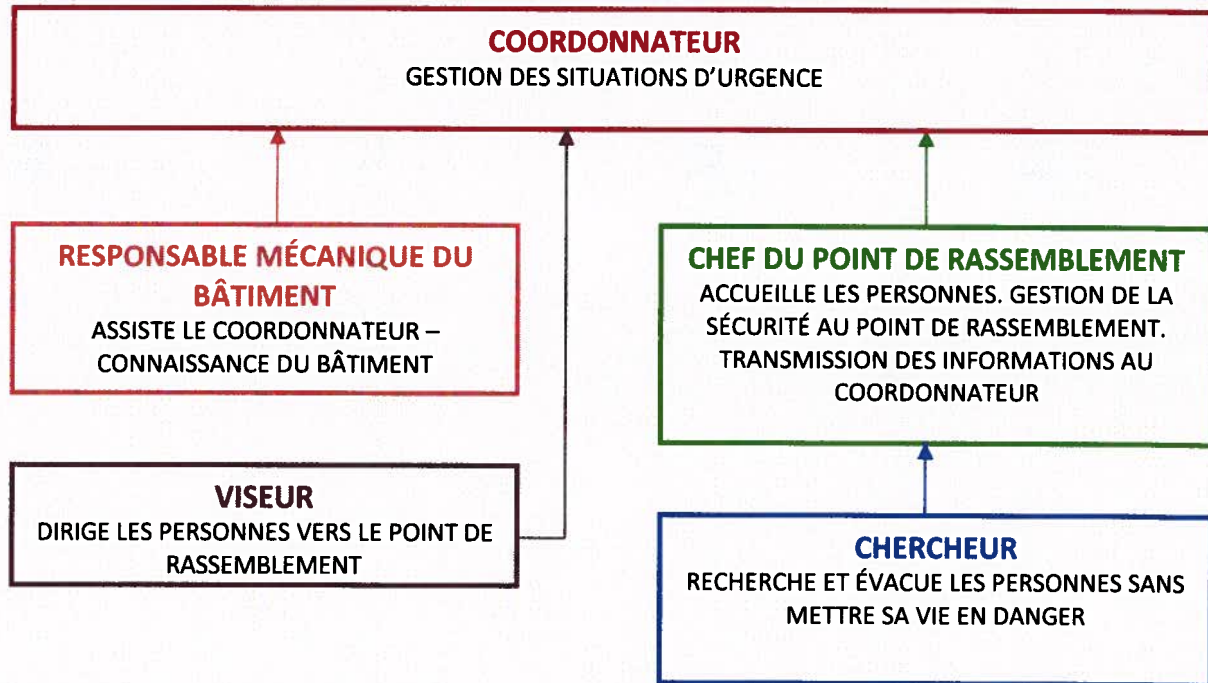 COORDONNATEUR
GESTION DES SITUATIONS D'URGENCE
RESPONSABLE MÉCANIQUE DU
BÂTIMENT
ASSISTE LE COORDONNATEUR –
CONNAISSANCE DU BÂTIMENT
CHEF DU POINT DE RASSEMBLEMENT
ACCUEILLE LES PERSONNES. GESTION DE LA
SÉCURITÉ AU POINT DE RASSEMBLEMENT.
TRANSMISSION DES INFORMATIONS AU
COORDONNATEUR
VISEUR
DIRIGE LES PERSONNES VERS LE POINT DE
RASSEMBLEMENT
CHERCHEUR
RECHERCHE ET ÉVACUE LES PERSONNES SANS
METTRE SA VIE EN DANGER